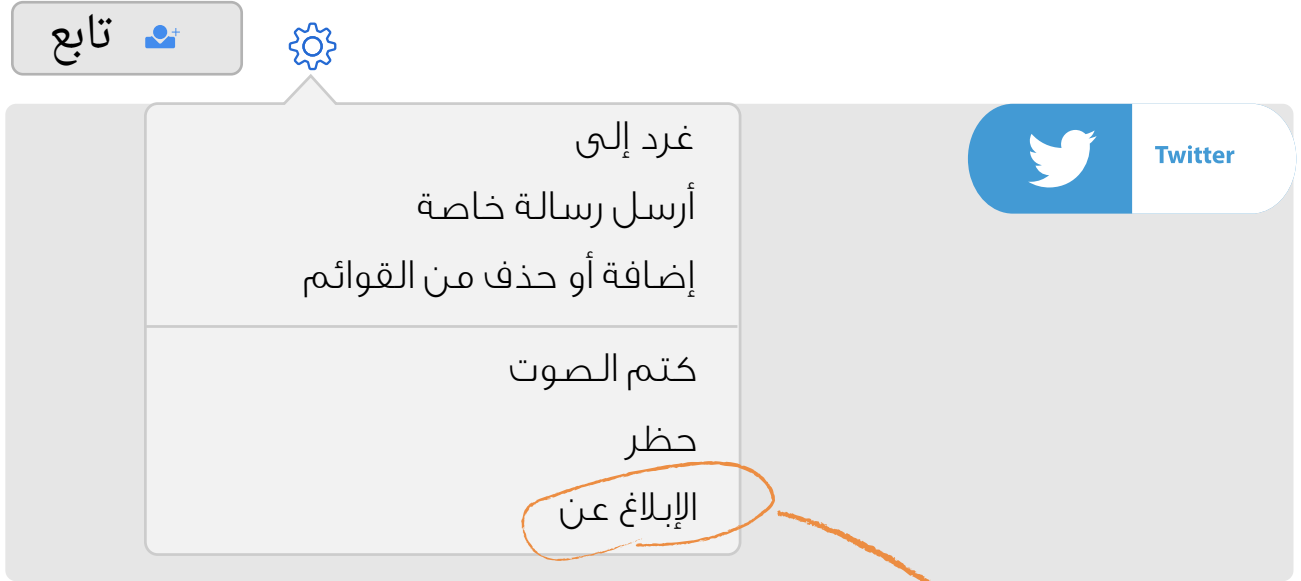 تابع
غرد إلى
أرسل رسالة خاصة
إضافة أو حذف من القوائم
كتم الصوت
حظر
الإبلاغ عن
Twitter